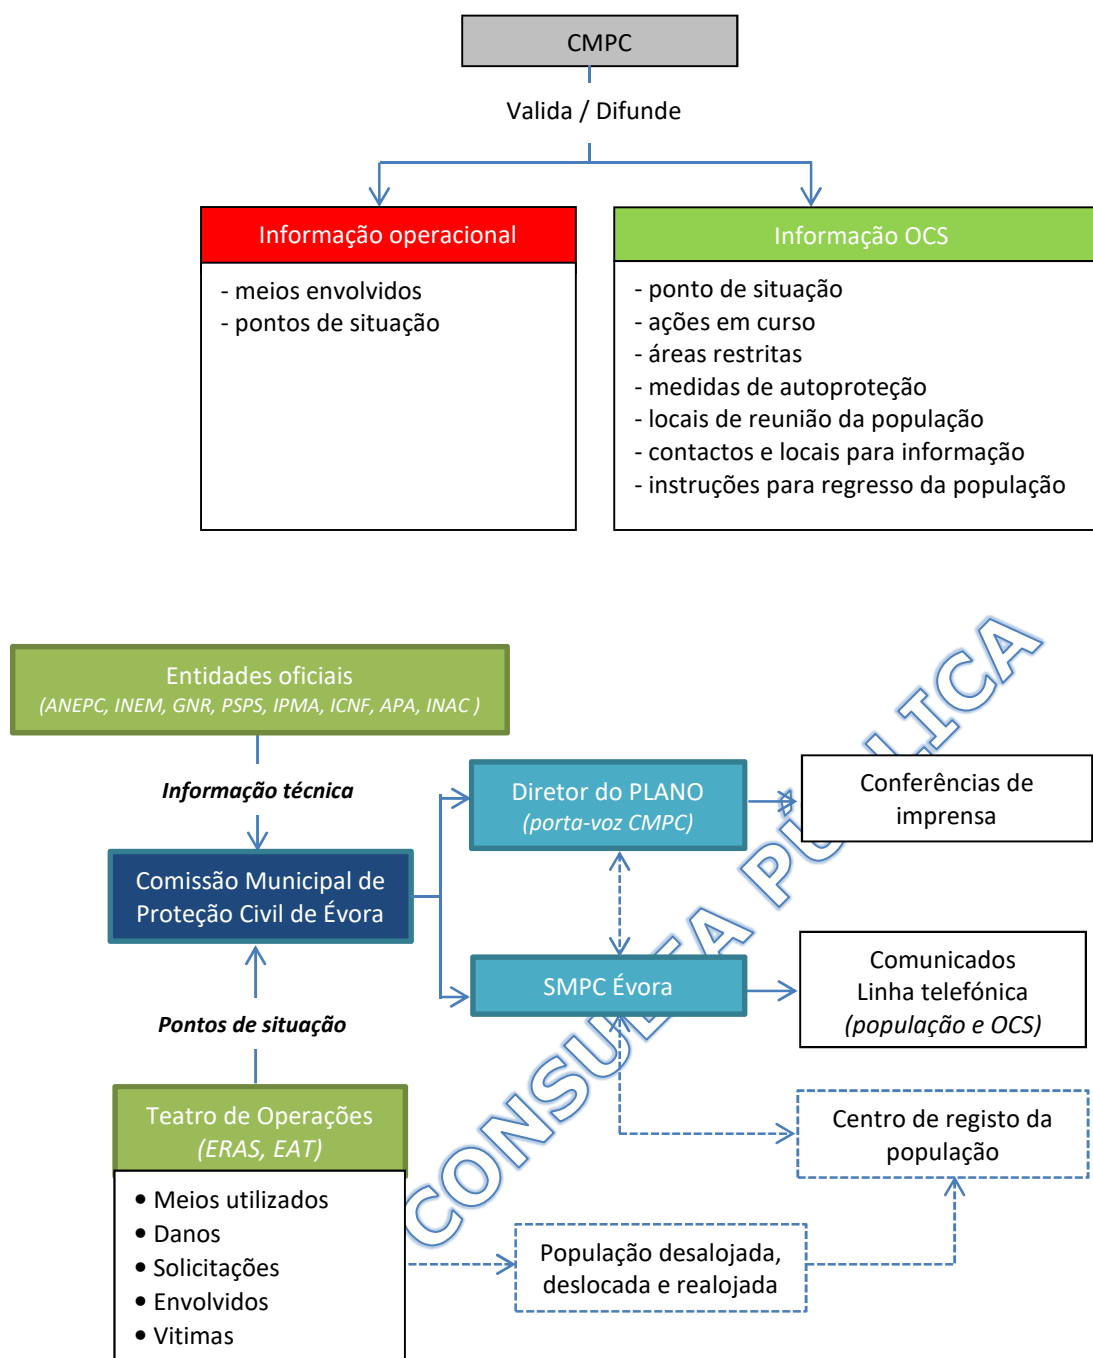 CMPC
Valida / Difunde
Informação operacional
- meios envolvidos
- pontos de situação
Informação OCS
- ponto de situação
- ações em curso
- áreas restritas
- medidas de autoproteção
- locais de reunião da população
- contactos e locais para informação
- instruções para regresso da população
Entidades oficiais
(ANEPC, INEM, GNR, PSPS, IPMA, ICNF, APA, INAC )
Informação técnica
Diretor do PLANO
(porta-voz CMPC)
Conferências de
imprensa
Comissão Municipal de
Proteção Civil de Évora
SMPC Évora
Comunicados
Linha telefónica
(população e OCS)
Pontos de situação
Teatro de Operações
(ERAS, EAT)
• Meios utilizados
• Danos
• Solicitações
• Envolvidos
• Vitimas
População desalojada,
deslocada e realojada
Centro de registo da
população
CONSULTA PÚBLICA